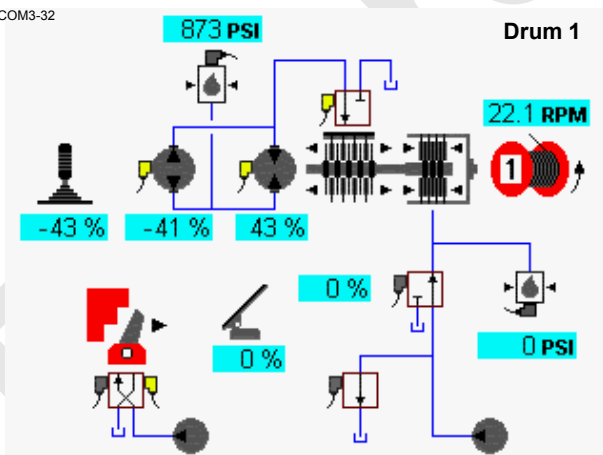 COM3-32
873 PSI
Drum 1
22.1 RPM
1
-43 %
-41 %
43 %
0 %
0 %
0 PSI